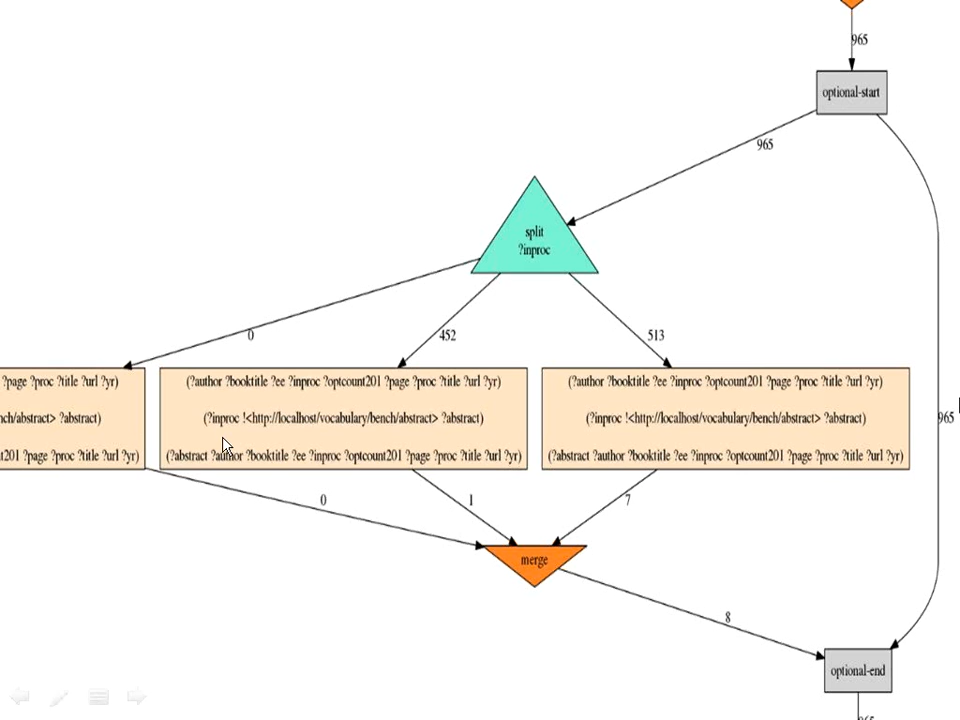 965
optional-start
965
split
?inproc
0
452
513
?page ?proc ?title ?url ?yr)
nch/abstract> ?abstract)
t201 ?page ?proc ?title ?url ?yr)
(?author ?booktitle ?ee ?inproc ?optcount201 ?page ?proc ?title ?url ?yr)
(?inproc !<http://localhost/vocabulary/bench/abstract> ?abstract)
(?abstract ?author ?booktitle ?ee ?inproc ?optcount201 ?page ?proc ?title ?url ?yr)
(?author ?booktitle ?ee ?inproc ?optcount201 ?page ?proc ?title ?url ?yr)
(?inproc !<http://localhost/vocabulary/bench/abstract> ?abstract)
(?abstract ?author ?booktitle ?ee ?inproc ?optcount201 ?page ?proc ?title ?url ?yr)
965
0
1
7
merge
8
optional-end
965